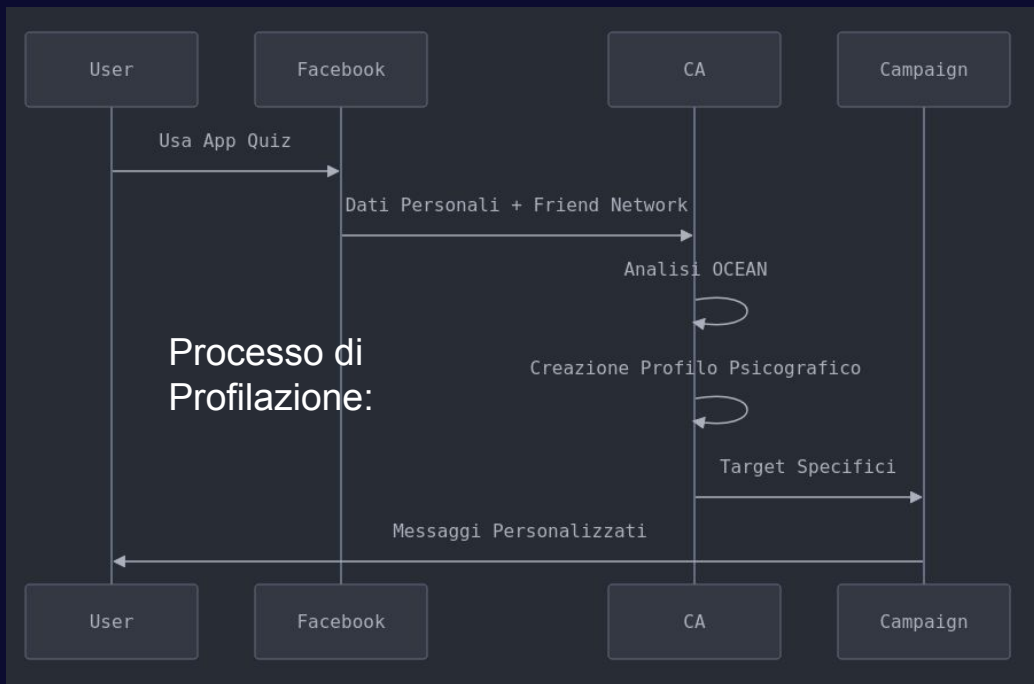 User
Facebook
CA
Campaign
Usa App Quiz
Dati Personali + Friend Network
Analisi OCEAN
Processo di
Profilazione:
Creazione Profilo Psicografico
Target Specifici
Messaggi Personalizzati
User
Facebook
CA
Campaign